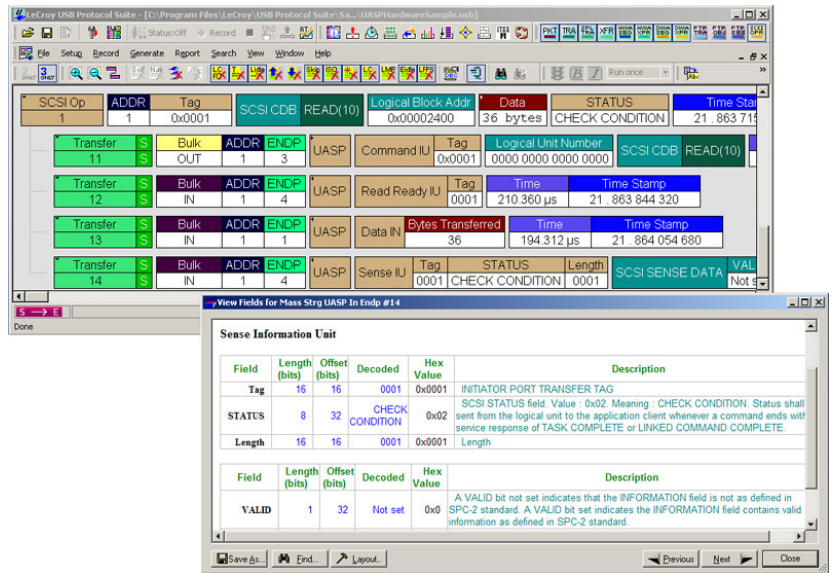 LeCroy USB Protocol Suite - [C:\Program Files\LeCroy\USB Protocol Suite\Sa...\UASPHardwareSample.usb]
Status:Off Record
PKT TRA XFR
File Setup Record Generate Report Search View Window Help
Run once
SCSI Op ADDR Tag SCSI CDB READ(10) Logical Block Addr Data STATUS Time Star
1 1 0x0001 0x00002400 36 bytes CHECK CONDITION 21 . 863 715
Transfer S Bulk ADDR ENDP UASP Command IU Tag Logical Unit Number SCSI CDB READ(10)
11 S OUT 1 3 0x0001 0000 0000 0000 0000
Transfer S Bulk ADDR ENDP UASP Read Ready IU Tag Time Time Stamp
12 S IN 1 4 0001 210.360 µs 21 . 863 844 320
Transfer S Bulk ADDR ENDP UASP Data IN Bytes Transferred Time Time Stamp
13 S IN 1 1 36 194.312 µs 21 . 864 054 680
Transfer S Bulk ADDR ENDP UASP Sense IU Tag STATUS Length SCSI SENSE DATA VAL
14 S IN 1 4 0001 CHECK CONDITION 0001 Not s
S → E
Done
View Fields for Mass Strg UASP In Endp #14
Sense Information Unit
Field Length (bits) Offset (bits) Decoded Hex Value Description
Tag 16 16 0001 0x0001 INITIATOR PORT TRANSFER TAG
STATUS 8 32 CHECK CONDITION 0x02 SCSI STATUS field. Value : 0x02. Meaning : CHECK CONDITION. Status shall
sent from the logical unit to the application client whenever a command ends with
service response of TASK COMPLETE or LINKED COMMAND COMPLETE.
Length 16 16 0001 0x0001 Length
Field Length (bits) Offset (bits) Decoded Hex Value Description
VALID 1 32 Not set 0x0 A VALID bit not set indicates that the INFORMATION field is not as defined in
SPC-2 standard. A VALID bit set indicates the INFORMATION field contains valid
information as defined in SPC-2 standard.
Save As... Find... Layout.. Previous Next Close